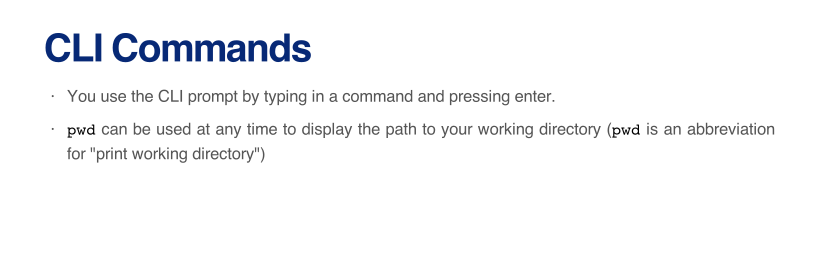 CLI Commands
· You use the CLI prompt by typing in a command and pressing enter.
· pwd can be used at any time to display the path to your working directory (pwd is an abbreviation
for "print working directory")